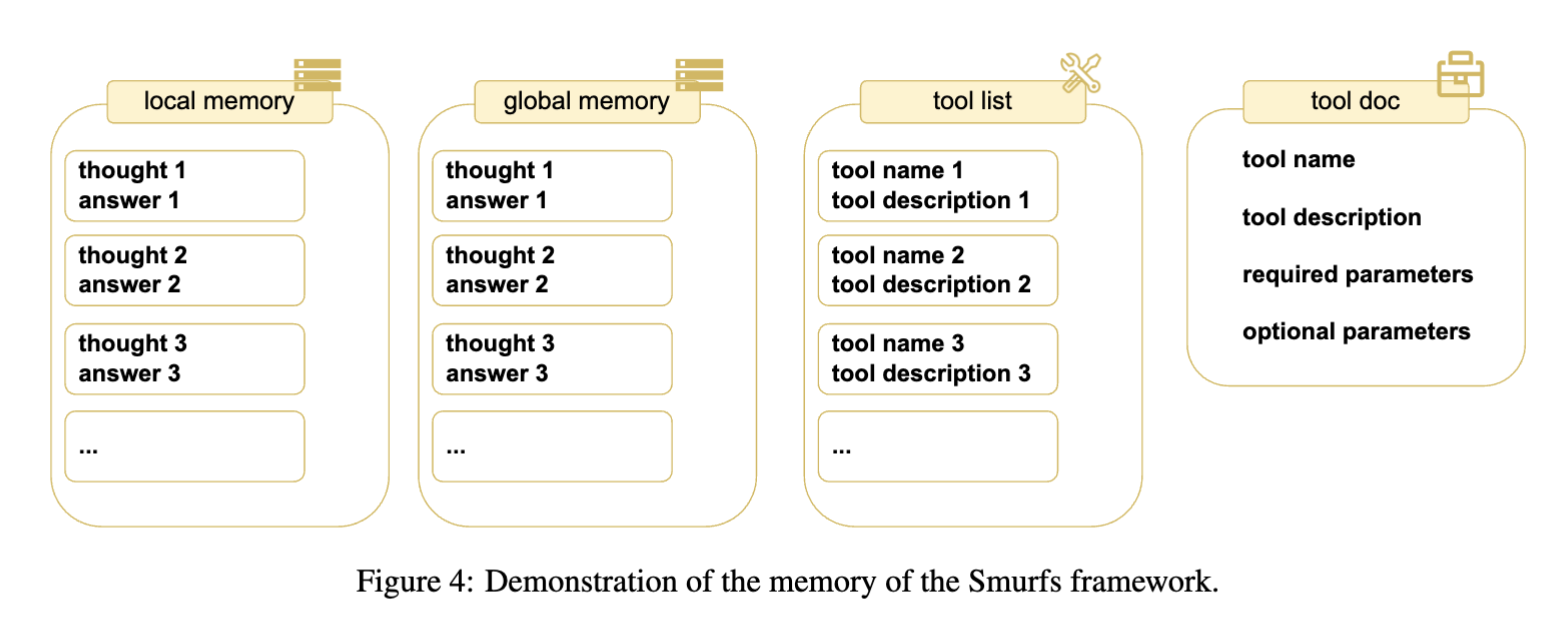 local memory
thought 1
answer 1
thought 2
answer 2
thought 3
answer 3
...
global memory
thought 1
answer 1
thought 2
answer 2
thought 3
answer 3
...
tool list
tool name 1
tool description 1
tool name 2
tool description 2
tool name 3
tool description 3
...
tool doc
tool name
tool description
required parameters
optional parameters
Figure 4: Demonstration of the memory of the Smurfs framework.